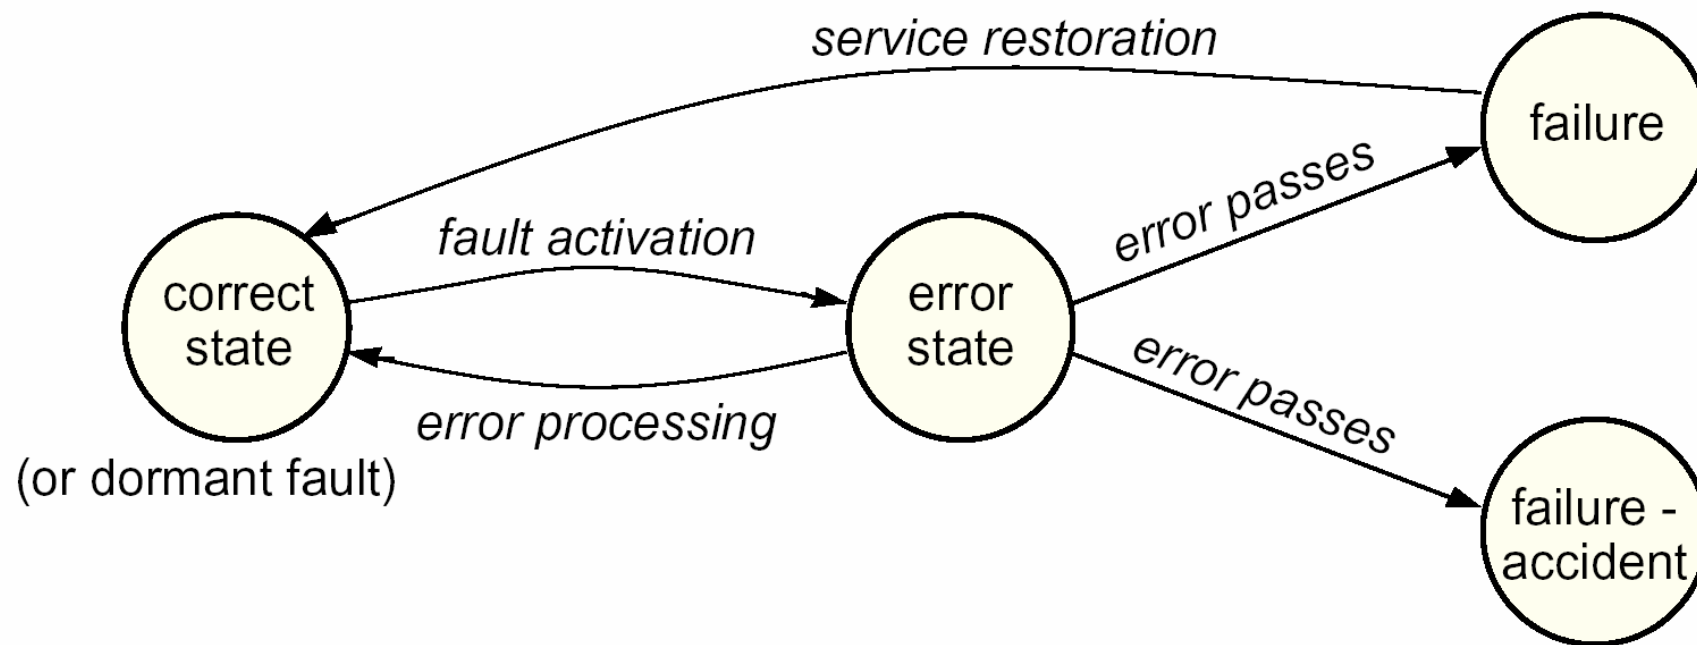 service restoration
failure
error passes
fault activation
correct
state
error
state
error passes
error processing
(or dormant fault)
failure -
accident